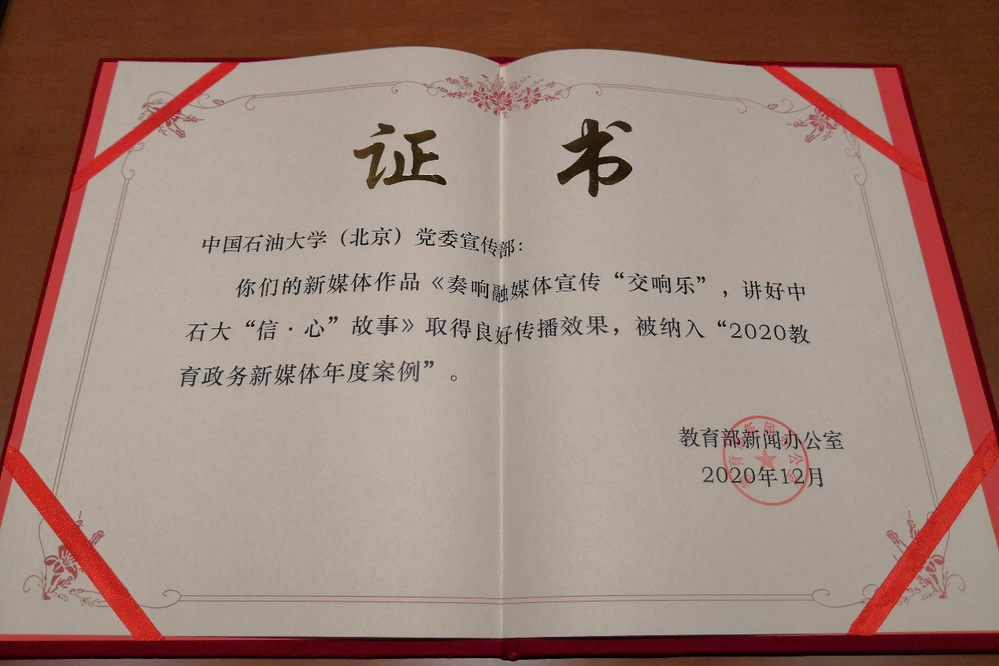 证 书
中国石油大学（北京）党委宣传部：
你们的新媒体作品《奏响融媒体宣传“交响乐”，讲好中
石大“信·心”故事》取得良好传播效果，被纳入“2020教
育政务新媒体年度案例”。
教育部新闻办公室
2020年12月